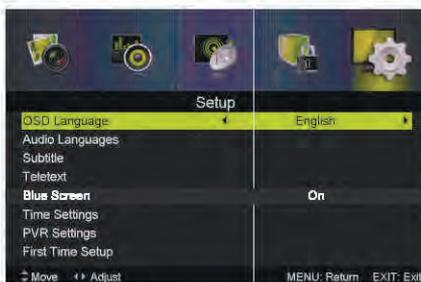 Setup
OSD Language English
Audio Languages
Subtitle
Teletext
Blue Screen On
Time Settings
PVR Settings
First Time Setup
Move Adjust MENU: Return EXIT: Exit